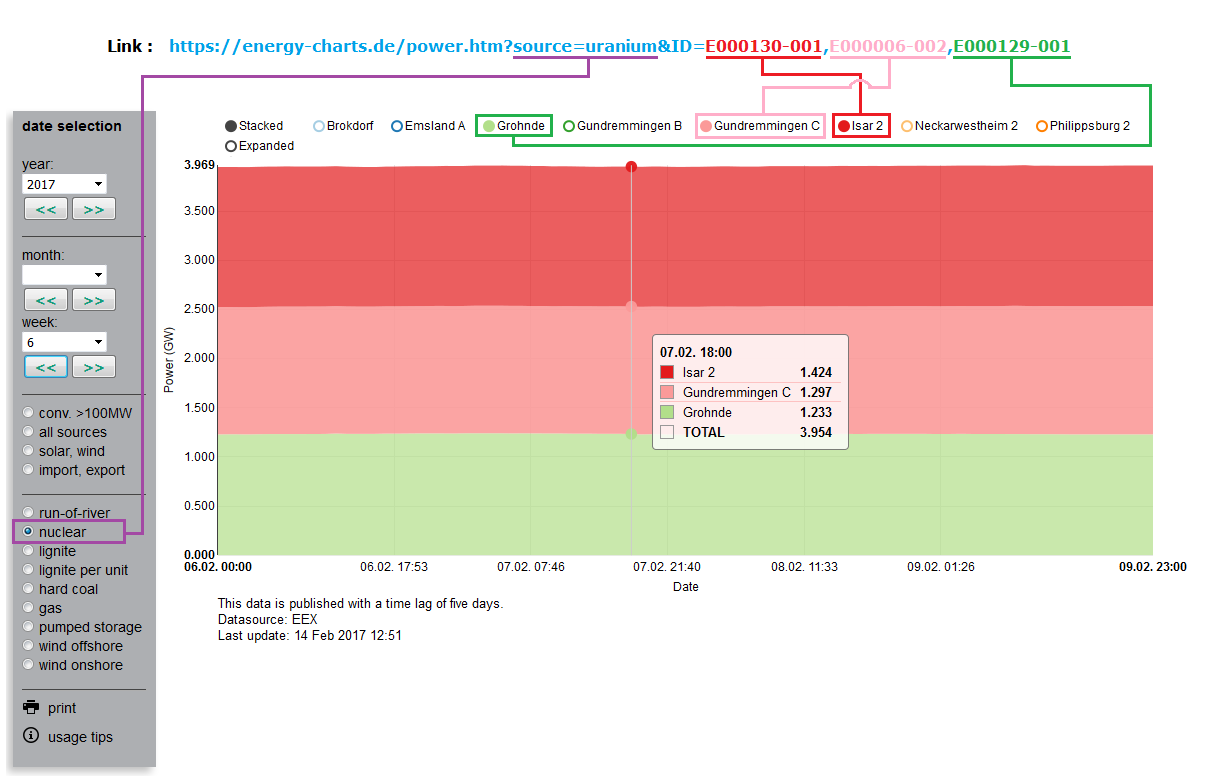 Link : https://energy-charts.de/power.htm?source=uranium&ID=E000130-001,E000006-002,E000129-001
date selection
year:
2017
<< >>
month:
<< >>
week:
6
<< >>
conv. >100MW
all sources
solar, wind
import, export
run-of-river
nuclear
lignite
lignite per unit
hard coal
gas
pumped storage
wind offshore
wind onshore
print
usage tips
Stacked Brokdorf Emsland A Grohnde Gundremmingen B Gundremmingen C Isar 2 Neckarwestheim 2 Philippsburg 2
Expanded
3.969
3.500
3.000
2.500
2.000
1.500
1.000
0.500
0.000
Power (GW)
07.02. 18:00
Isar 2 1.424
Gundremmingen C 1.297
Grohnde 1.233
TOTAL 3.954
06.02. 00:00 06.02. 17:53 07.02. 07:46 07.02. 21:40 08.02. 11:33 09.02. 01:26 09.02. 23:00
Date
This data is published with a time lag of five days.
Datasource: EEX
Last update: 14 Feb 2017 12:51